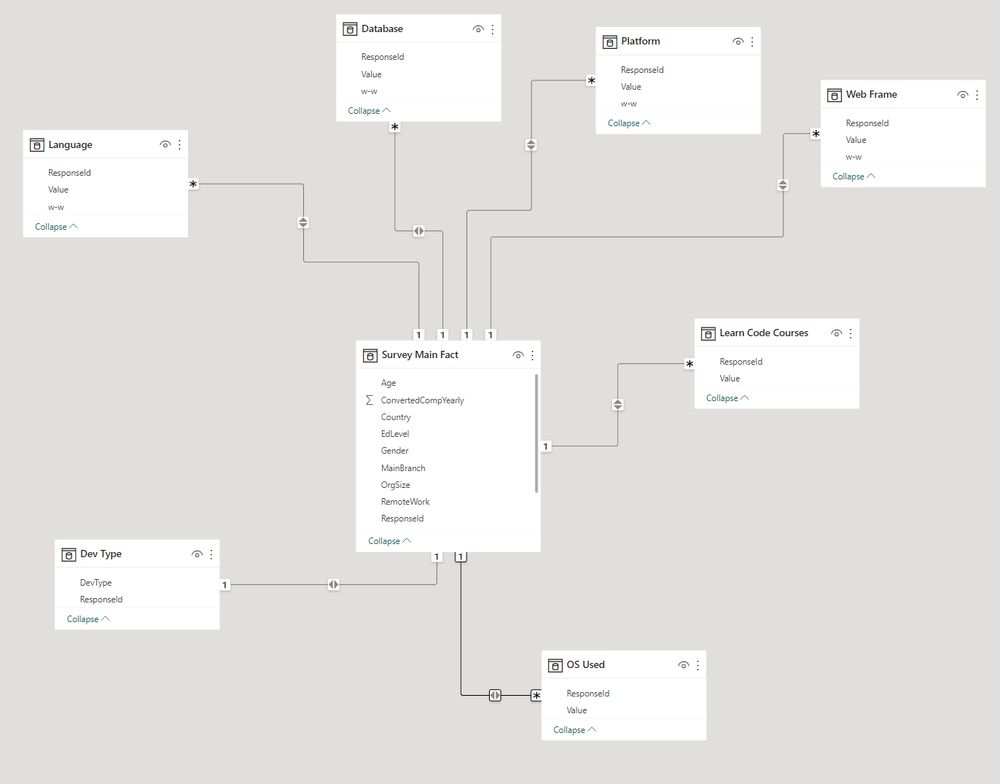 Database
ResponseId
Value
w-w
Collapse
Platform
ResponseId
Value
w-w
Collapse
Web Frame
ResponseId
Value
w-w
Collapse
Language
ResponseId
Value
w-w
Collapse
*
*
*
*
1
1
1
1
Survey Main Fact
Age
Σ ConvertedCompYearly
Country
EdLevel
Gender
MainBranch
OrgSize
RemoteWork
ResponseId
Collapse
Learn Code Courses
ResponseId
Value
Collapse
*
1
1
1
Dev Type
DevType
ResponseId
Collapse
1
OS Used
ResponseId
Value
Collapse
*